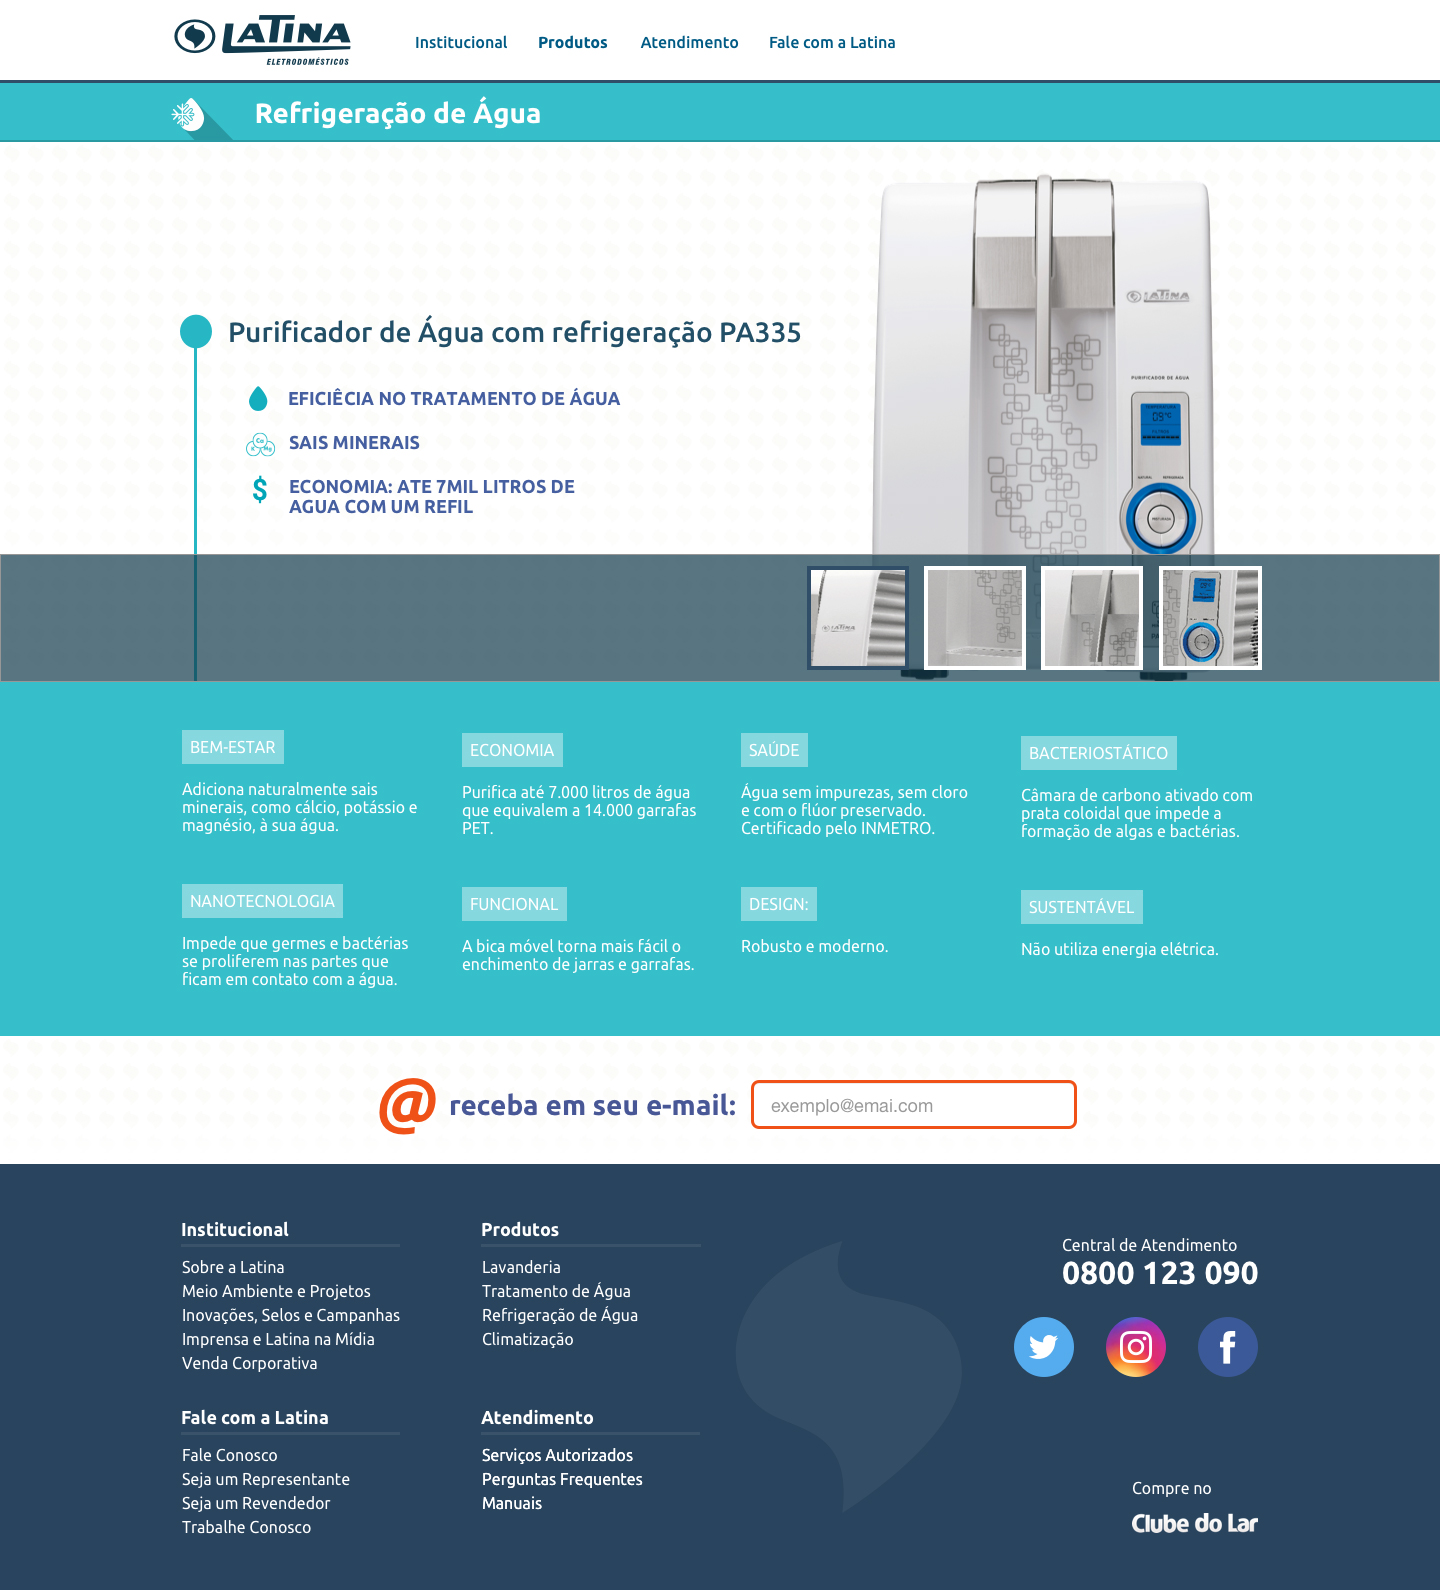 LATINA
ELETRODOMÉSTICOS
Institucional
Produtos
Atendimento
Fale com a Latina
Refrigeração de Água
LATINA
Purificador de Água com refrigeração PA335
PURIFICADOR DE ÁGUA
EFICIÊCIA NO TRATAMENTO DE ÁGUA
SAIS MINERAIS
ECONOMIA: ATE 7MIL LITROS DE
AGUA COM UM REFIL
LATINA
BEM-ESTAR
Adiciona naturalmente sais
minerais, como cálcio, potássio e
magnésio, à sua água.
ECONOMIA
Purifica até 7.000 litros de água
que equivalem a 14.000 garrafas
PET.
SAÚDE
Água sem impurezas, sem cloro
e com o flúor preservado.
Certificado pelo INMETRO.
BACTERIOSTÁTICO
Câmara de carbono ativado com
prata coloidal que impede a
formação de algas e bactérias.
NANOTECNOLOGIA
Impede que germes e bactérias
se proliferem nas partes que
ficam em contato com a água.
FUNCIONAL
A bica móvel torna mais fácil o
enchimento de jarras e garrafas.
DESIGN:
Robusto e moderno.
SUSTENTÁVEL
Não utiliza energia elétrica.
@ receba em seu e-mail:
exemplo@emai.com
Institucional
Sobre a Latina
Meio Ambiente e Projetos
Inovações, Selos e Campanhas
Imprensa e Latina na Mídia
Venda Corporativa
Produtos
Lavanderia
Tratamento de Água
Refrigeração de Água
Climatização
Central de Atendimento
0800 123 090
Fale com a Latina
Fale Conosco
Seja um Representante
Seja um Revendedor
Trabalhe Conosco
Atendimento
Serviços Autorizados
Perguntas Frequentes
Manuais
Compre no
Clube do Lar